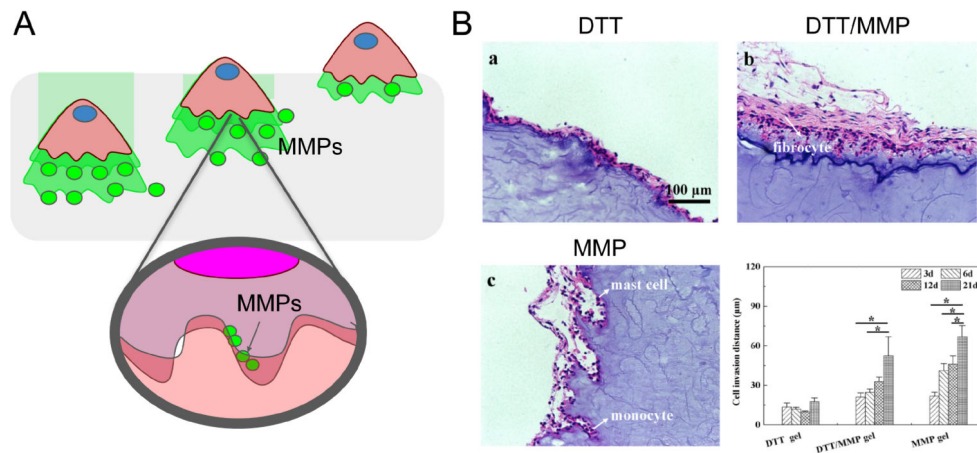 A
MMPs
MMPs
B
DTT
DTT/MMP
a
100 µm
b
fibrocyte
MMP
c
mast cell
monocyte
3d
6d
12d
21d
*
*
*
*
*
Cell invasion distance (µm)
120
90
60
30
0
DTT gel
DTT/MMP gel
MMP gel